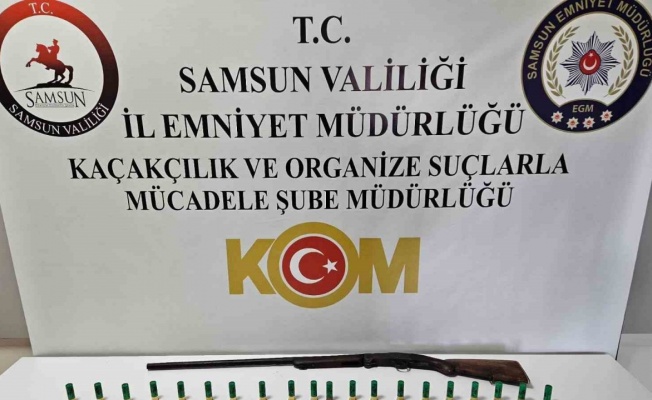 T.C.
SAMSUN VALİLİĞİ
İL EMNİYET MÜDÜRLÜĞÜ
KAÇAKÇILIK VE ORGANİZE SUÇLARLA
MÜCADELE ŞUBE MÜDÜRLÜĞÜ
KOM
SAMSUN
SAMSUN VALİLİĞİ
SAMSUN EMNİYET MÜDÜRLÜĞÜ
EGM